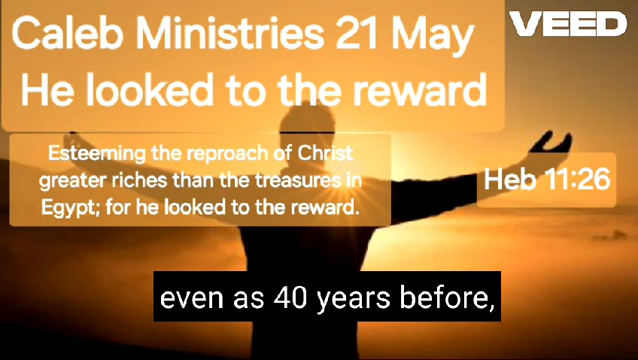 Caleb Ministries 21 May
He looked to the reward
VEED
Esteeming the reproach of Christ
greater riches than the treasures in
Egypt; for he looked to the reward.
Heb 11:26
even as 40 years before,